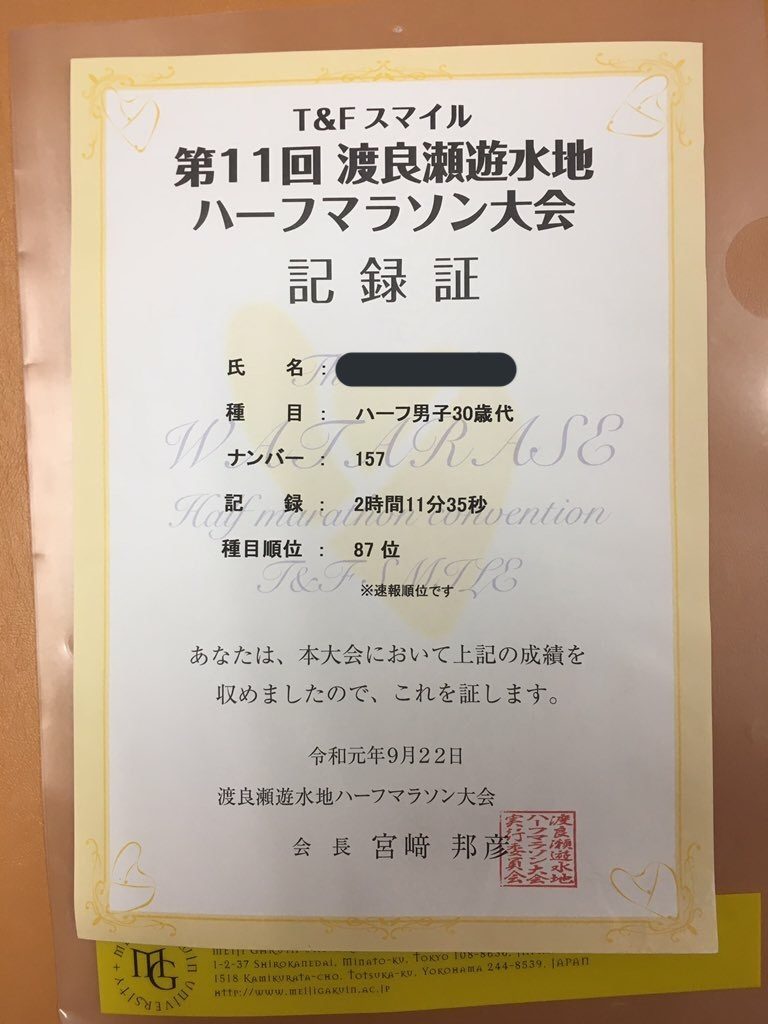 T&F スマイル
第11回 渡良瀬遊水地
ハーフマラソン大会
記録証
氏 名 :
Th
種 目 : ハーフ男子30歳代
WATARASE
ナンバー : 157
記 録 : 2時間11分35秒
Half marathon convention
種目順位 : 87 位
T&F SMILE
※速報順位です
あなたは、本大会において上記の成績を
収めましたので、これを証します。
令和元年9月22日
渡良瀬遊水地ハーフマラソン大会
会 長 宮﨑 邦彦
渡良瀬遊水地
ハーフマラソン大会
実行委員会
MG
IN UNIVERSITY
MEIJI GAKUIN
1-2-37 SHIROKANEDAI, MINATO-KU, TOKYO 108-8636,
1518 KAMIKURATA-CHO, TOTSUKA-KU, YOKOHAMA 244-8539, JAPAN
http://www.meijigakuin.ac.jp